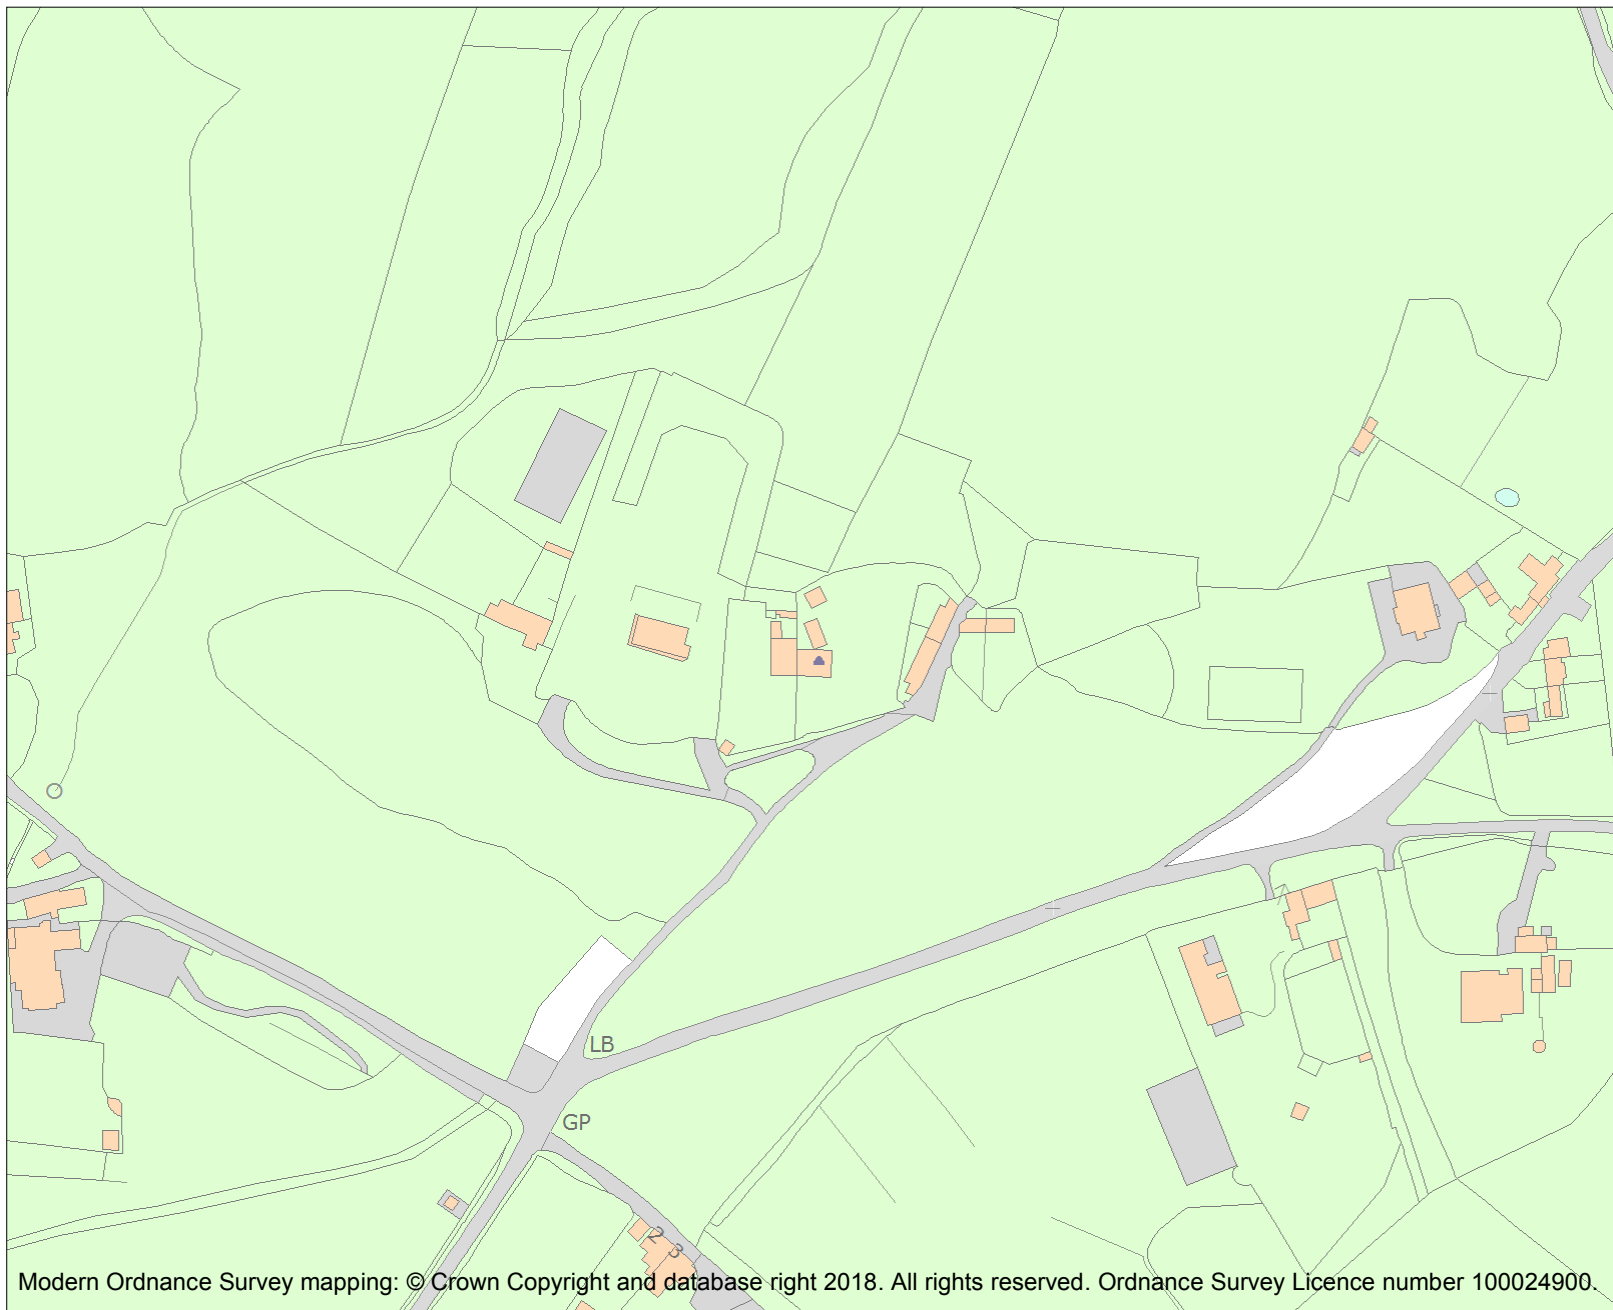 LB
GP
2
3
Modern Ordnance Survey mapping: © Crown Copyright and database right 2018. All rights reserved. Ordnance Survey Licence number 100024900.